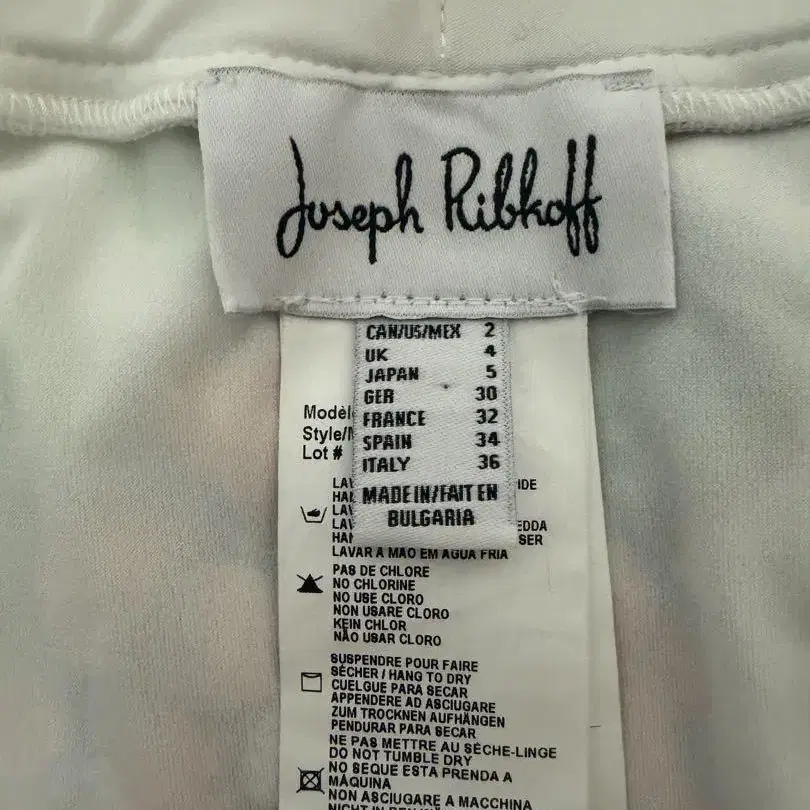 Joseph Ribkoff
CAN/US/MEX 2
UK 4
JAPAN 5
GER 30
FRANCE 32
SPAIN 34
ITALY 36
MADE IN/FAIT EN
BULGARIA
Lot #
LAVAR A MÃO EM AGUA FRIA
PAS DE CHLORE
NO CHLORINE
NO USE CLORO
NON USARE CLORO
KEIN CHLOR
NÃO USAR CLORO
SUSPENDRE POUR FAIRE
SÉCHER / HANG TO DRY
CUELGUE PARA SECAR
APPENDERE AD ASCIUGARE
ZUM TROCKNEN AUFHÄNGEN
PENDURAR PARA SECAR
NE PAS METTRE AU SÈCHE-LINGE
DO NOT TUMBLE DRY
NO SEQUE ESTA PRENDA A
MÁQUINA
NON ASCIUGARE A MACCHINA